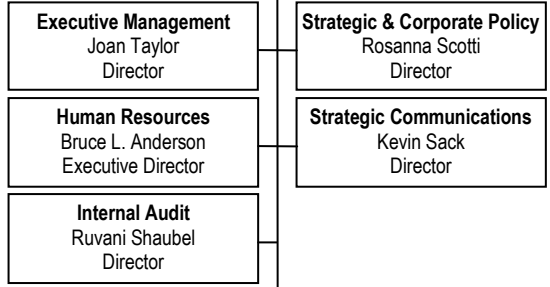 Executive Management
Joan Taylor
Director
Strategic & Corporate Policy
Rosanna Scotti
Director
Human Resources
Bruce L. Anderson
Executive Director
Strategic Communications
Kevin Sack
Director
Internal Audit
Ruvani Shaubel
Director